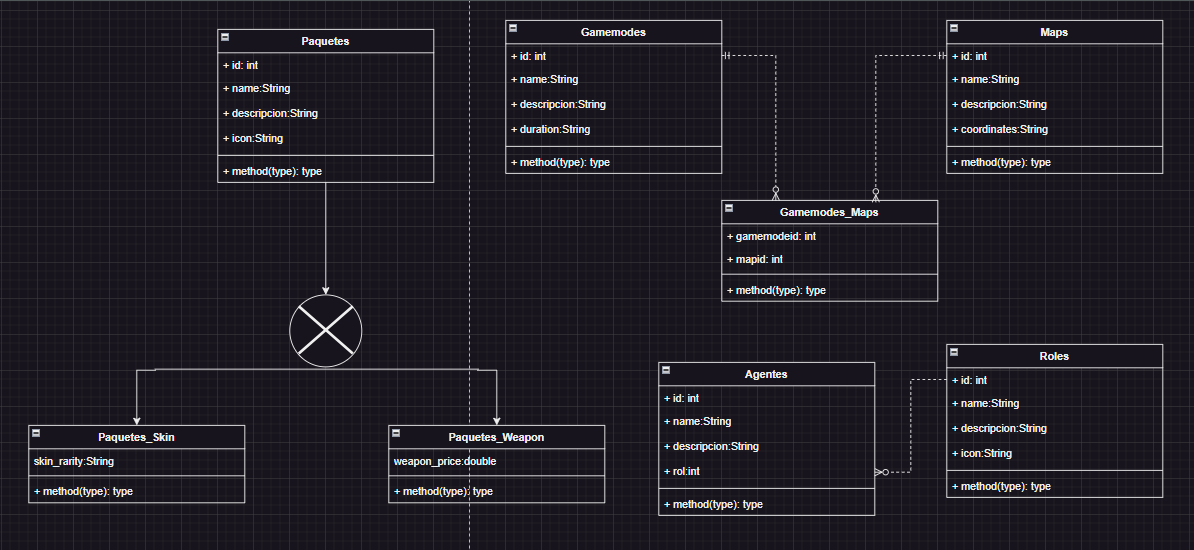 Paquetes
+ id: int
+ name:String
+ descripcion:String
+ icon:String
+ method(type): type
Gamemodes
+ id: int
+ name:String
+ descripcion:String
+ duration:String
+ method(type): type
Maps
+ id: int
+ name:String
+ descripcion:String
+ coordinates:String
+ method(type): type
Gamemodes_Maps
+ gamemodeid: int
+ mapid: int
+ method(type): type
Paquetes_Skin
skin_rarity:String
+ method(type): type
Paquetes_Weapon
weapon_price:double
+ method(type): type
Agentes
+ id: int
+ name:String
+ descripcion:String
+ rol:int
+ method(type): type
Roles
+ id: int
+ name:String
+ descripcion:String
+ icon:String
+ method(type): type